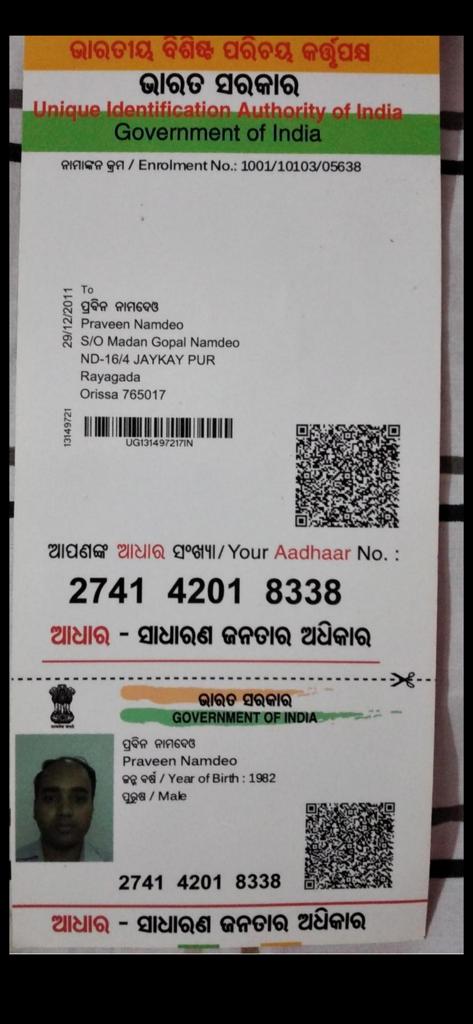 ଭାରତୀୟ ବିଶିଷ୍ଟ ପରିଚୟ କର୍ତ୍ତୃପକ୍ଷ
ଭାରତ ସରକାର
Unique Identification Authority of India
Government of India
ନାମାଙ୍କନ କ୍ରମ / Enrolment No.: 1001/10103/05638
29/12/2011
To
ପ୍ରବିନ ନାମଦେଓ
Praveen Namdeo
S/O Madan Gopal Namdeo
ND-16/4 JAYKAY PUR
Rayagada
Orissa 765017
13149721
UG131497217IN
ଆପଣଙ୍କ ଆଧାର ସଂଖ୍ୟା / Your Aadhaar No. :
2741 4201 8338
ଆଧାର - ସାଧାରଣ ଜନତାର ଅଧିକାର
ଭାରତ ସରକାର
GOVERNMENT OF INDIA
ପ୍ରବିନ ନାମଦେଓ
Praveen Namdeo
ଜନ୍ମ ବର୍ଷ / Year of Birth : 1982
ପୁରୁଷ / Male
2741 4201 8338
ଆଧାର - ସାଧାରଣ ଜନତାର ଅଧିକାର